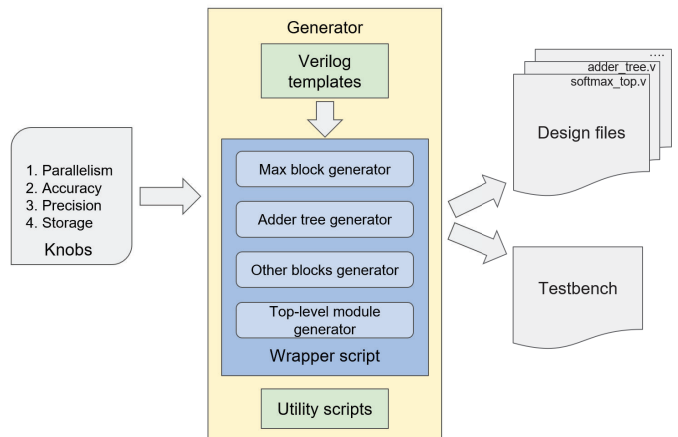 Generator
Verilog
templates
1. Parallelism
2. Accuracy
3. Precision
4. Storage
Knobs
Max block generator
Adder tree generator
Other blocks generator
Top-level module
generator
Wrapper script
Utility scripts
....
adder_tree.v
softmax_top.v
Design files
Testbench